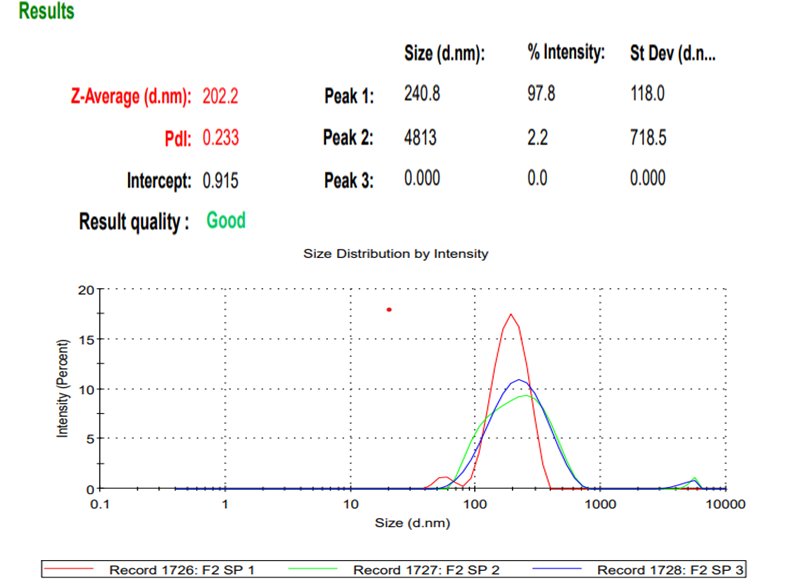 Results
Size (d.nm): % Intensity: St Dev (d.n...
Z-Average (d.nm): 202.2 Peak 1: 240.8 97.8 118.0
PdI: 0.233 Peak 2: 4813 2.2 718.5
Intercept: 0.915 Peak 3: 0.000 0.0 0.000
Result quality : Good
Size Distribution by Intensity
20
15
10
5
0
Intensity (Percent)
0.1 1 10 100 1000 10000
Size (d.nm)
Record 1726: F2 SP 1 Record 1727: F2 SP 2 Record 1728: F2 SP 3